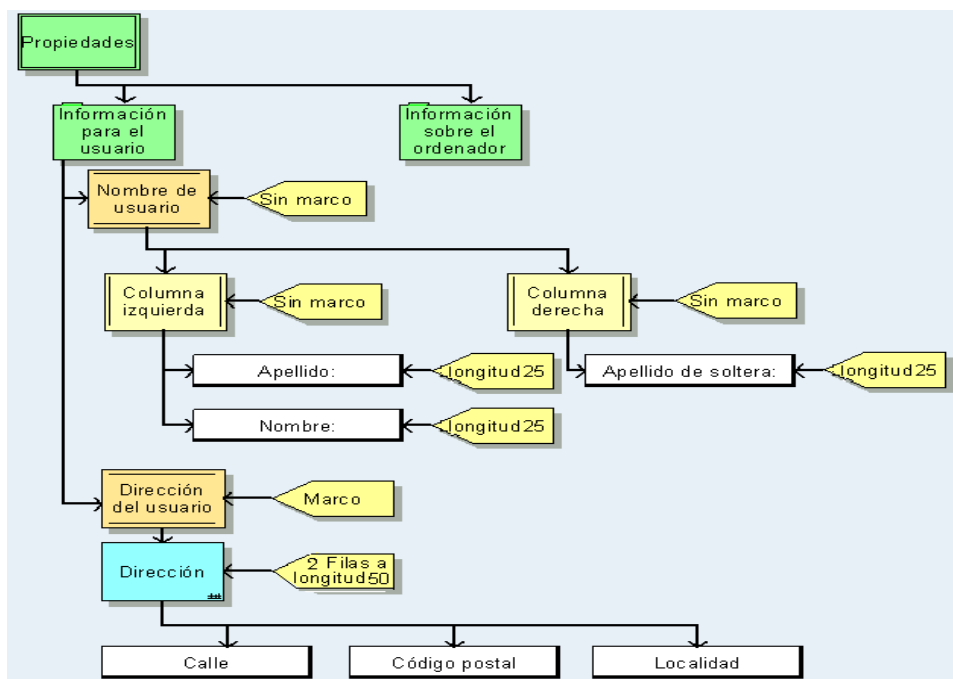 Propiedades
Información
para el
usuario
Información
sobre el
ordenador
Nombre de
usuario
Sin marco
Columna
izquierda
Sin marco
Columna
derecha
Sin marco
Apellido:
longitud25
Apellido de soltera:
longitud25
Nombre:
longitud25
Dirección
del usuario
Marco
Dirección
2 Filas a
longitud50
Calle
Código postal
Localidad